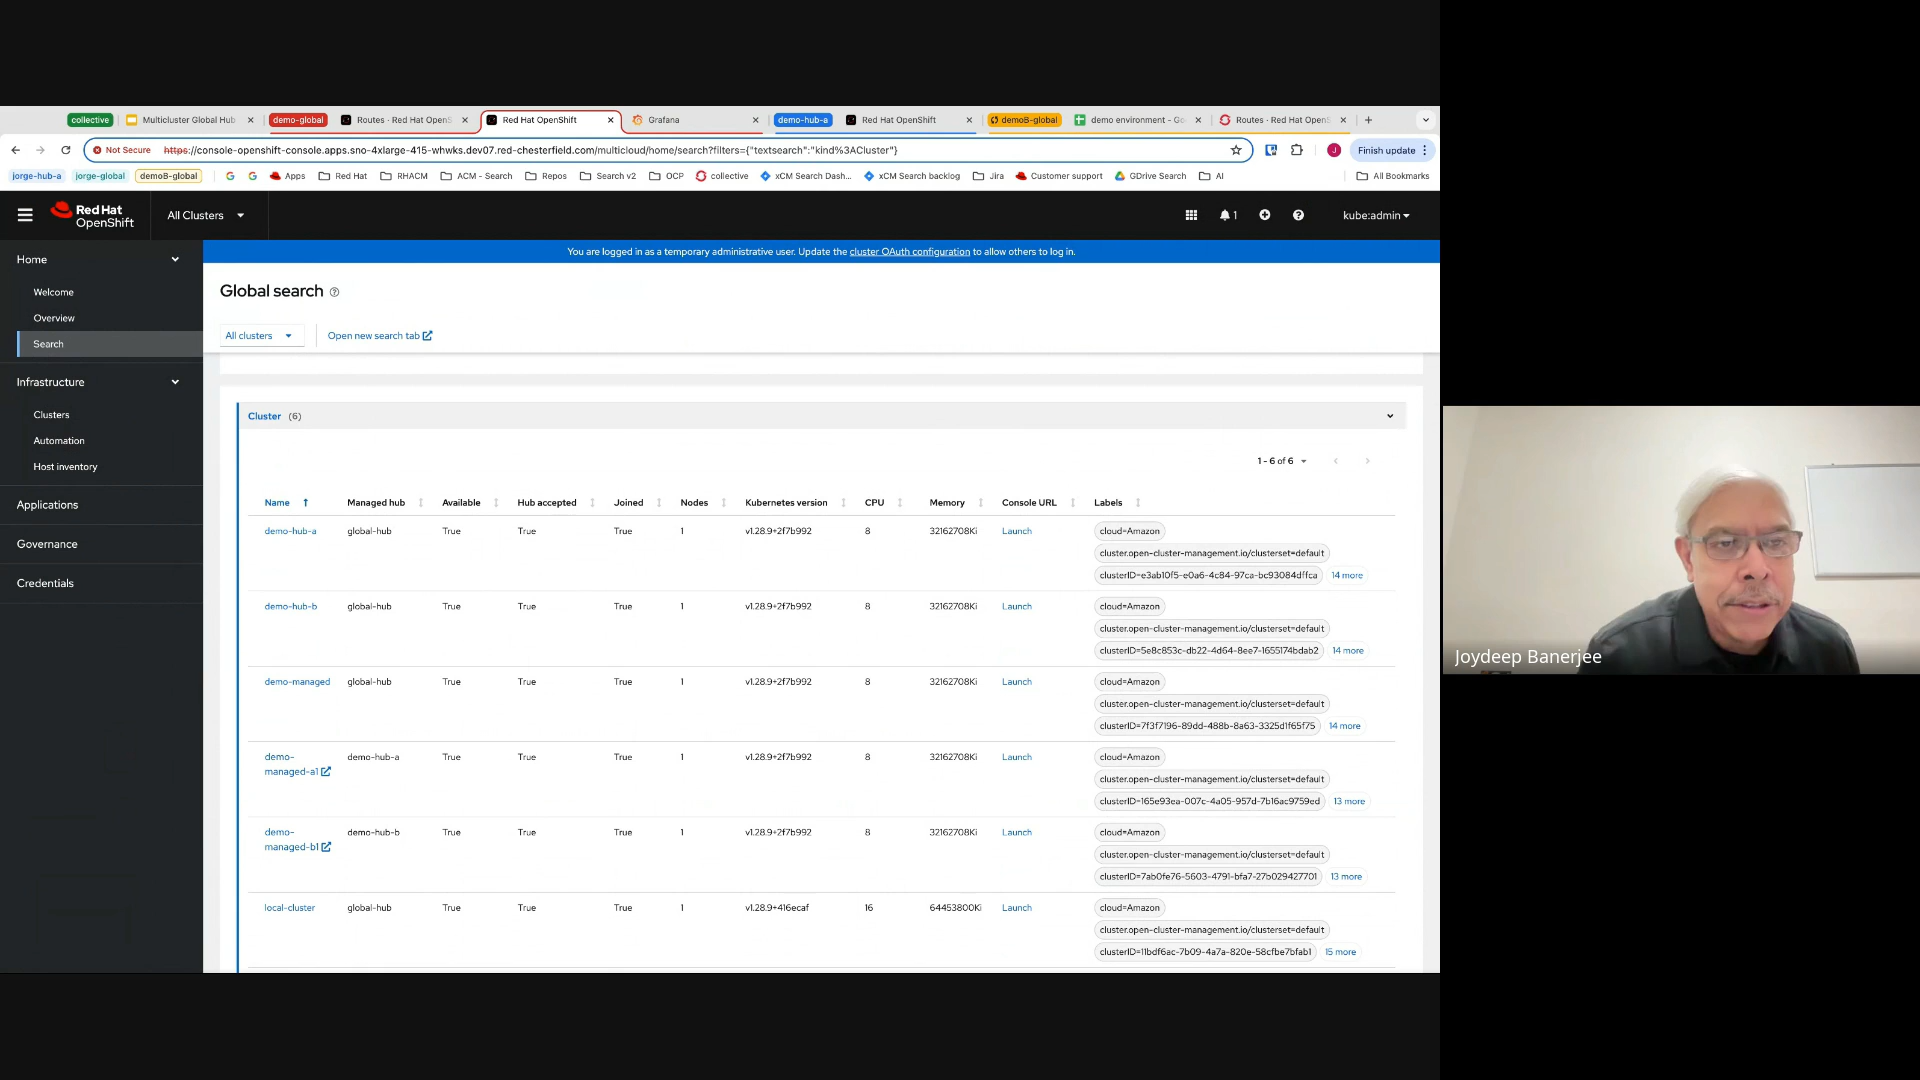 collective Multicluster Global Hub demo-global Routes · Red Hat OpenS Red Hat OpenShift Grafana demo-hub-a Red Hat OpenShift demoB-global demo environment - Go Routes · Red Hat OpenS
Not Secure https://console-openshift-console.apps.sno-4xlarge-415-whwks.dev07.red-chesterfield.com/multicloud/home/search?filters={"textsearch":"kind%3ACluster"} Finish update
jorge-hub-a jorge-global demoB-global Apps Red Hat RHACM ACM - Search Repos Search v2 OCP collective xCM Search Dash... xCM Search backlog Jira Customer support GDrive Search AI All Bookmarks
Red Hat
OpenShift
All Clusters 1 kube:admin
You are logged in as a temporary administrative user. Update the cluster OAuth configuration to allow others to log in.
Home
Welcome
Overview
Search
Infrastructure
Clusters
Automation
Host inventory
Applications
Governance
Credentials
Global search
All clusters Open new search tab
Cluster (6)
1 - 6 of 6
Name Managed hub Available Hub accepted Joined Nodes Kubernetes version CPU Memory Console URL Labels
demo-hub-a global-hub True True True 1 v1.28.9+2f7b992 8 32162708Ki Launch cloud=Amazon
cluster.open-cluster-management.io/clusterset=default
clusterID=e3ab10f5-e0a6-4c84-97ca-bc93084dffca 14 more
demo-hub-b global-hub True True True 1 v1.28.9+2f7b992 8 32162708Ki Launch cloud=Amazon
cluster.open-cluster-management.io/clusterset=default
clusterID=5e8c853c-db22-4d64-8ee7-1655174bdab2 14 more
demo-managed global-hub True True True 1 v1.28.9+2f7b992 8 32162708Ki Launch cloud=Amazon
cluster.open-cluster-management.io/clusterset=default
clusterID=7f3f7196-89dd-488b-8a63-3325d1f65f75 14 more
demo-managed-a1 demo-hub-a True True True 1 v1.28.9+2f7b992 8 32162708Ki Launch cloud=Amazon
cluster.open-cluster-management.io/clusterset=default
clusterID=165e93ea-007c-4a05-957d-7b16ac9759ed 13 more
demo-managed-b1 demo-hub-b True True True 1 v1.28.9+2f7b992 8 32162708Ki Launch cloud=Amazon
cluster.open-cluster-management.io/clusterset=default
clusterID=7ab0fe76-5603-4791-bfa7-27b029427701 13 more
local-cluster global-hub True True True 1 v1.28.9+416ecaf 16 64453800Ki Launch cloud=Amazon
cluster.open-cluster-management.io/clusterset=default
clusterID=11bdf6ac-7b09-4a7a-820e-58cfbe7bfab1 15 more
Joydeep Banerjee